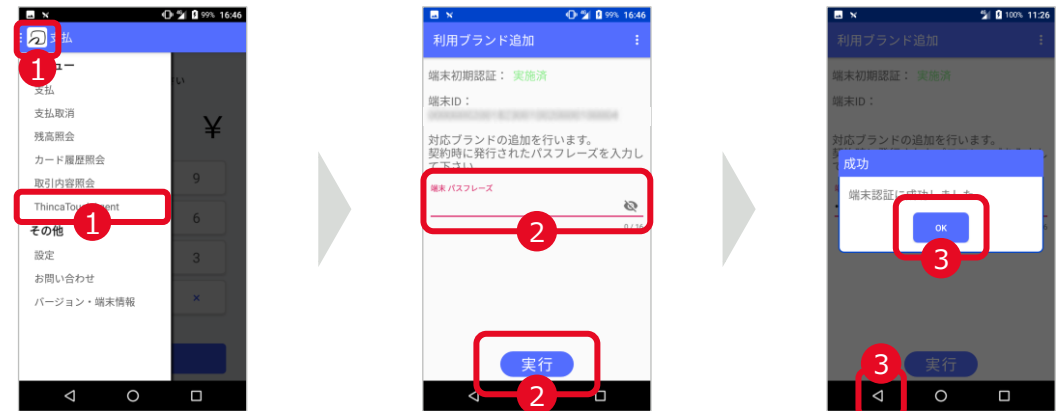 99% 16:46
支払
1
支払
支払取消
残高照会
カード履歴照会
取引内容照会
1
その他
設定
お問い合わせ
バージョン・端末情報
い
¥
9
6
3
×
99% 16:46
利用ブランド追加
端末初期認証： 実施済
端末ID：
対応ブランドの追加を行います。
契約時に発行されたパスフレーズを入力し
て下さい
端末 パスフレーズ
0 / 16
2
実行
2
100% 11:26
利用ブランド追加
端末初期認証： 実施済
端末ID：
対応ブランドの追加を行います。
成功
端末認証に成功しました
OK
3
実行
3